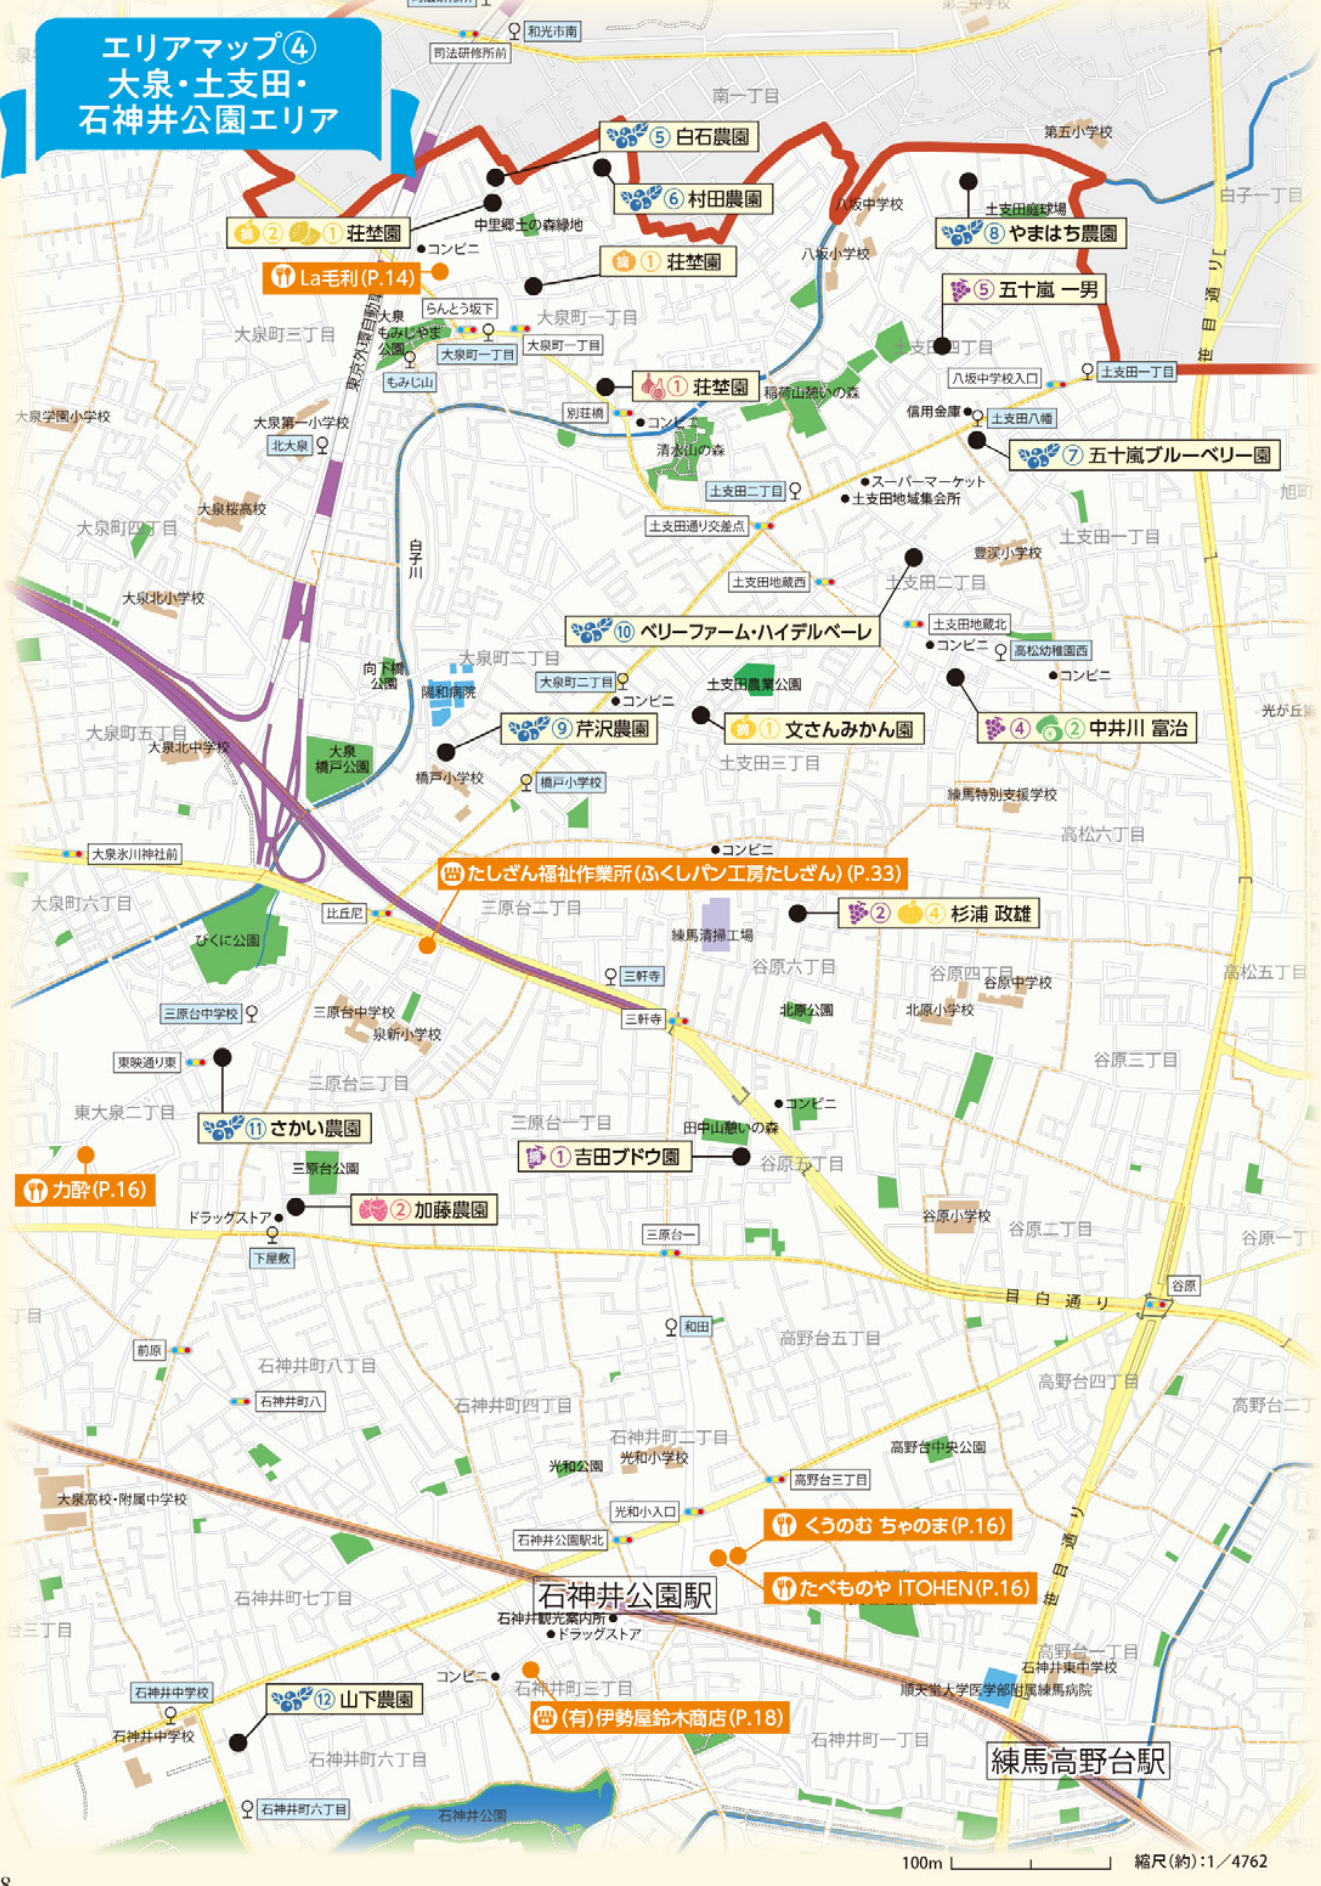 エリアマップ④
大泉・土支田・
石神井公園エリア
和光市南
司法研修所前
南一丁目
第五小学校
白子一丁目
⑤ 白石農園
⑥ 村田農園
八坂中学校
土支田庭球場
⑧ やまはち農園
中里郷土の森緑地
摘 ② ① 荘埜園
コンビニ
八坂小学校
La毛利(P.14)
摘 ① 荘埜園
⑤ 五十嵐 一男
笹目通り
らんとう坂下
大泉町三丁目
大泉
もみじやま
公園
大泉町一丁目
大泉町一丁目
大泉町一丁目
土支田四丁目
東京外環自動車
もみじ山
① 荘埜園
稲荷山憩いの森
八坂中学校入口
土支田一丁目
大泉学園小学校
大泉第一小学校
別荘橋
コンビニ
信用金庫
土支田八幡
北大泉
清水山の森
⑦ 五十嵐ブルーベリー園
土支田二丁目
スーパーマーケット
土支田地域集会所
旭町
大泉桜高校
大泉町四丁目
土支田通り交差点
土支田一丁目
白子川
豊渓小学校
土支田地蔵西
土支田二丁目
大泉北小学校
⑩ ベリーファーム・ハイデルベーレ
土支田地蔵北
コンビニ
高松幼稚園西
コンビニ
大泉町二丁目
向下橋
公園
陽和病院
大泉町二丁目
コンビニ
土支田農業公園
光が丘
大泉町五丁目
大泉北中学校
大泉
橋戸公園
⑨ 芹沢農園
摘 ① 文さんみかん園
④ ② 中井川 富治
橋戸小学校
橋戸小学校
土支田三丁目
練馬特別支援学校
高松六丁目
大泉氷川神社前
コンビニ
たしざん福祉作業所(ふくしパン工房たしざん)(P.33)
大泉町六丁目
比丘尼
三原台二丁目
② ④ 杉浦 政雄
びくに公園
練馬清掃工場
谷原六丁目
三軒寺
谷原四丁目
谷原中学校
高松五丁目
三原台中学校
三原台中学校
泉新小学校
三軒寺
北原公園
北原小学校
東映通り東
谷原三丁目
三原台三丁目
東大泉二丁目
⑪ さかい農園
三原台一丁目
コンビニ
田中山憩いの森
摘 ① 吉田ブドウ園
谷原五丁目
力酔(P.16)
三原台公園
ドラッグストア
② 加藤農園
下屋敷
三原台一
谷原小学校
谷原二丁目
谷原一丁
目白通り
谷原
丁目
和田
高野台五丁目
前原
石神井町八丁目
石神井町八
石神井町四丁目
高野台四丁目
高野台二丁
石神井町二丁目
光和小学校
光和公園
高野台中央公園
高野台三丁目
大泉高校・附属中学校
光和小入口
石神井公園駅北
くうのむ ちゃのま(P.16)
笹目通り
石神井町七丁目
石神井公園駅
たべものや ITOHEN(P.16)
台三丁目
石神井観光案内所
ドラッグストア
高野台一丁目
石神井東中学校
コンビニ
石神井町三丁目
順天堂大学医学部附属練馬病院
石神井中学校
⑫ 山下農園
(有)伊勢屋鈴木商店(P.18)
石神井中学校
石神井町六丁目
石神井町一丁目
練馬高野台駅
石神井町六丁目
石神井公園
100m
縮尺(約):1／4762
8